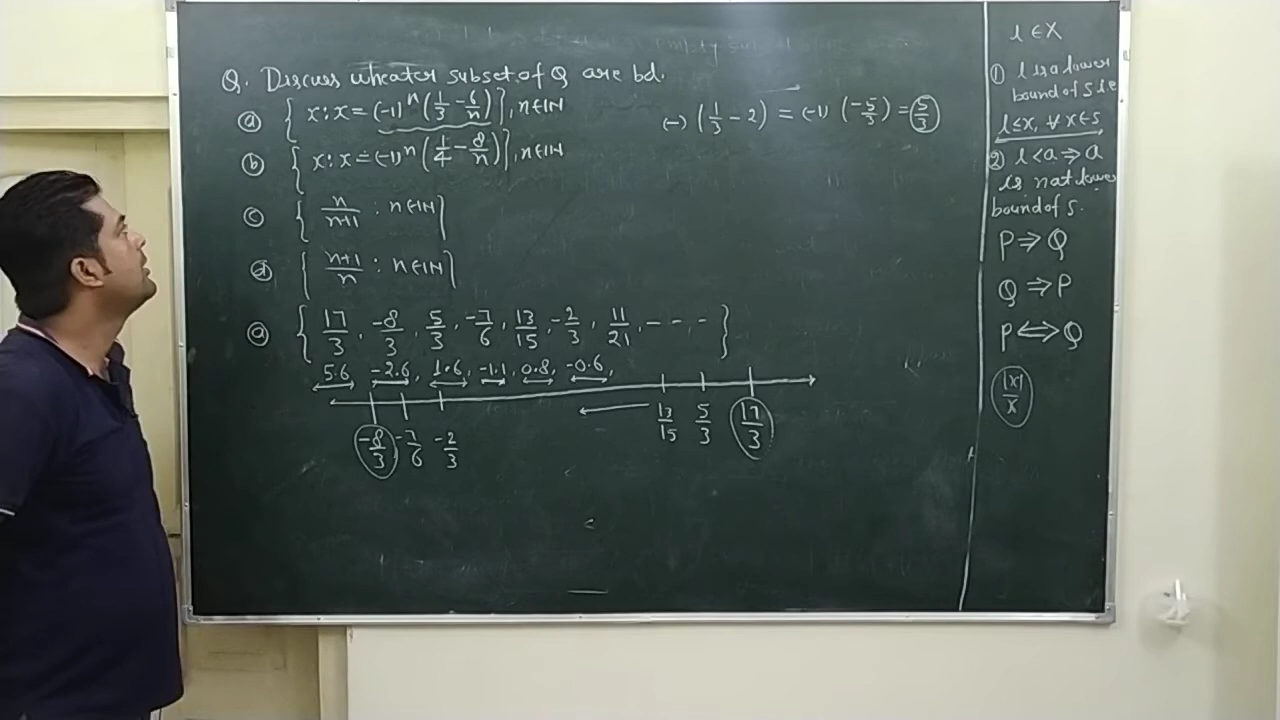 Q. Discuss wheater subset of Q are bd.
(a) { x : x = (-1)^n (1/3 - 6/n) }, n∈IN
(-) (1/3 - 2) = (-1) (-5/3) = 5/3
(b) { x : x = (-1)^n (1/4 - 8/n) }, n∈IN
(c) { n/(n+1) : n∈IN }
(d) { (n+1)/n : n∈IN }
(a) { 17/3, -8/3, 5/3, -7/6, 13/15, -2/3, 11/21, - - - }
5.6 -2.6, 1.6, -1.1, 0.8, -0.6,
-8/3 -7/6 -2/3 13/15 5/3 17/3
l ∈ X
1) l is a lower
bound of S i.e
l ≤ x, ∀ x∈S
2) l < a ⇒ a
is not lower
bound of S.
P ⇒ Q
Q ⇒ P
P ⟺ Q
|x|/x